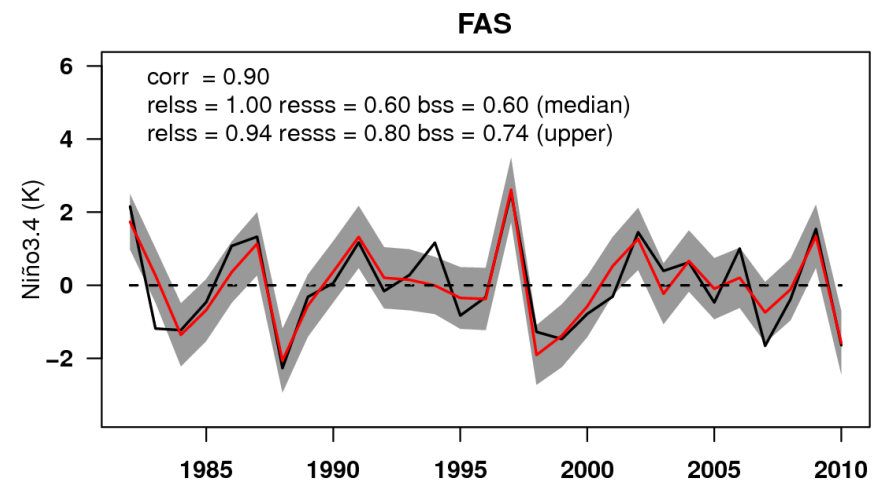 FAS
corr = 0.90
relss = 1.00 resss = 0.60 bss = 0.60 (median)
relss = 0.94 resss = 0.80 bss = 0.74 (upper)
Niño3.4 (K)
6
4
2
0
−2
1985 1990 1995 2000 2005 2010